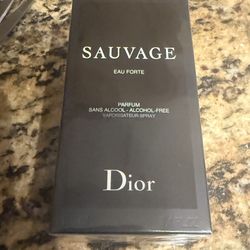 SAUVAGE
EAU FORTE
PARFUM
SANS ALCOOL - ALCOHOL-FREE
VAPORISATEUR-SPRAY
Dior